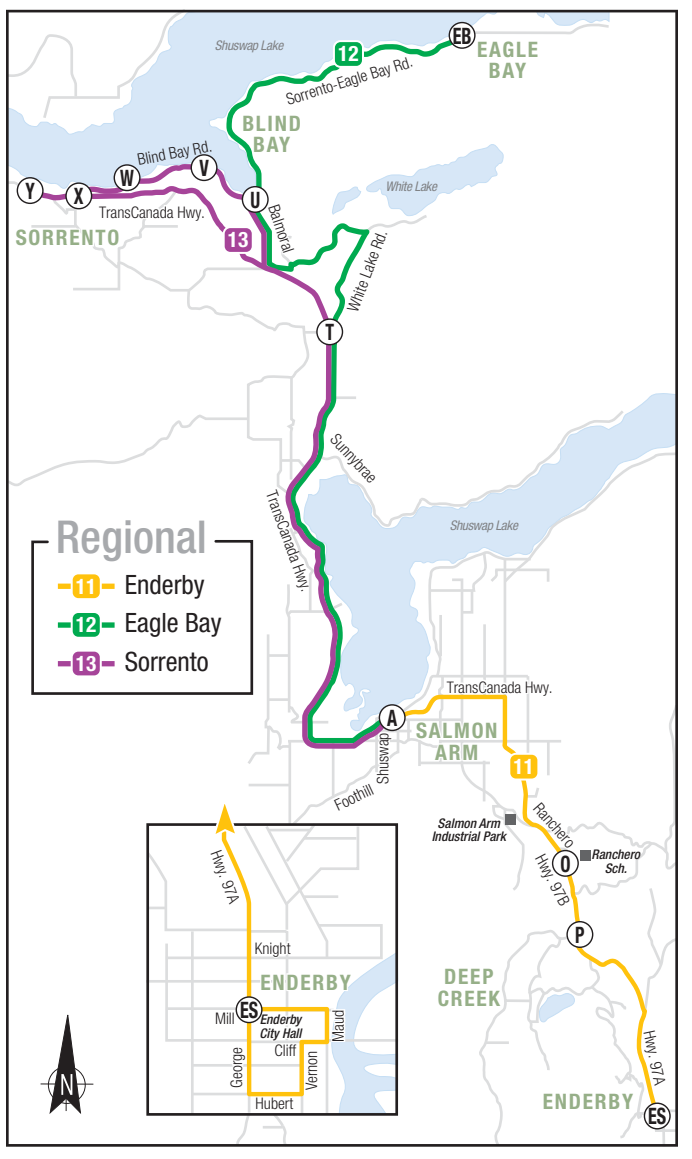 Shuswap Lake
12
EB
EAGLE
BAY
Sorrento-Eagle Bay Rd.
BLIND
BAY
Blind Bay Rd.
V
W
Y
X
U
White Lake
TransCanada Hwy.
SORRENTO
13
Balmoral
White Lake Rd.
T
Sunnybrae
TransCanada Hwy.
Shuswap Lake
Regional
11 Enderby
12 Eagle Bay
13 Sorrento
TransCanada Hwy.
A
SALMON
ARM
Shuswap
11
Foothill
Salmon Arm
Industrial Park
Ranchero
Ranchero
Sch.
O
Hwy. 97B
P
DEEP
CREEK
Hwy. 97A
ENDERBY
ES
Hwy. 97A
Knight
ENDERBY
ES
Mill
Enderby
City Hall
Maud
Cliff
George
Vernon
Hubert
N